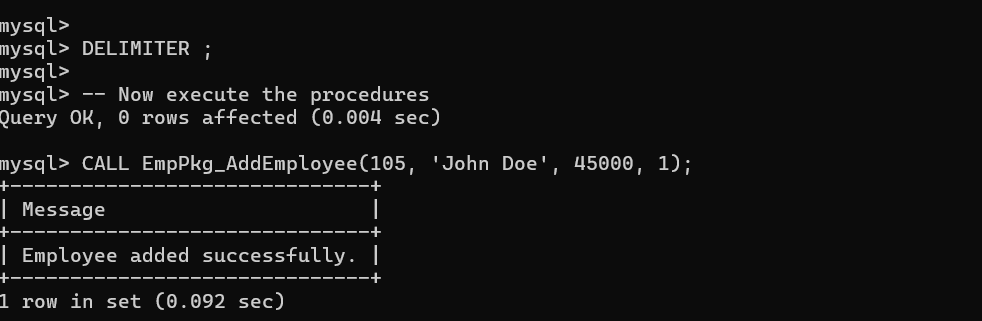 mysql>
mysql> DELIMITER ;
mysql>
mysql> -- Now execute the procedures
Query OK, 0 rows affected (0.004 sec)

mysql> CALL EmpPkg_AddEmployee(105, 'John Doe', 45000, 1);
+------------------------------+
| Message                      |
+------------------------------+
| Employee added successfully. |
+------------------------------+
1 row in set (0.092 sec)